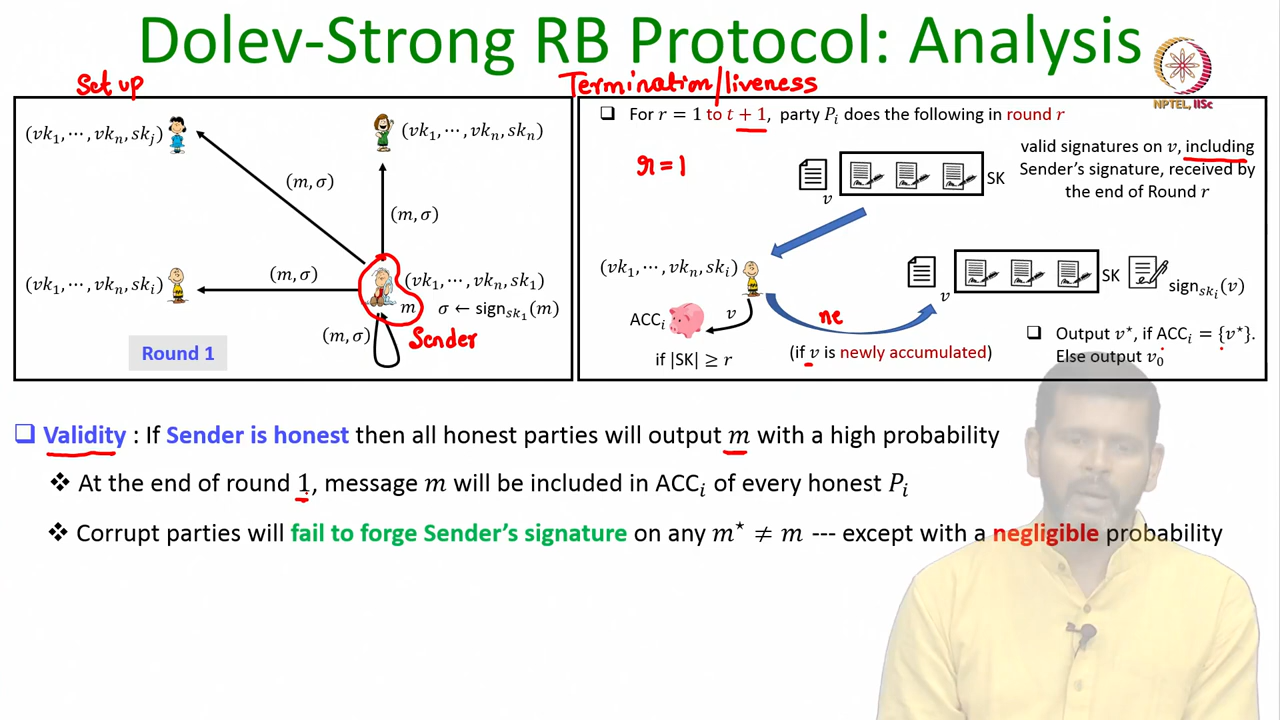 Dolev-Strong RB Protocol: Analysis
NPTEL, IISc
Set up
Termination/liveness
(vk₁, ⋯, vkₙ, skⱼ)
(vk₁, ⋯, vkₙ, skₙ)
(m, σ)
(m, σ)
(m, σ)
(vk₁, ⋯, vkₙ, skᵢ)
(vk₁, ⋯, vkₙ, sk₁)
m
σ ← sign_{sk₁}(m)
(m, σ)
Sender
Round 1
❑ For r = 1 to t + 1, party Pᵢ does the following in round r
r=1
v
SK
valid signatures on v, including
Sender’s signature, received by
the end of Round r
(vk₁, ⋯, vkₙ, skᵢ)
v
SK
sign_{skᵢ}(v)
ACCᵢ
v
ne
if |SK| ≥ r
(if v is newly accumulated)
❑ Output v⋆, if ACCᵢ = {v⋆}.
Else output v₀
❑ Validity : If Sender is honest then all honest parties will output m with a high probability
❖ At the end of round 1, message m will be included in ACCᵢ of every honest Pᵢ
❖ Corrupt parties will fail to forge Sender’s signature on any m⋆ ≠ m --- except with a negligible probability